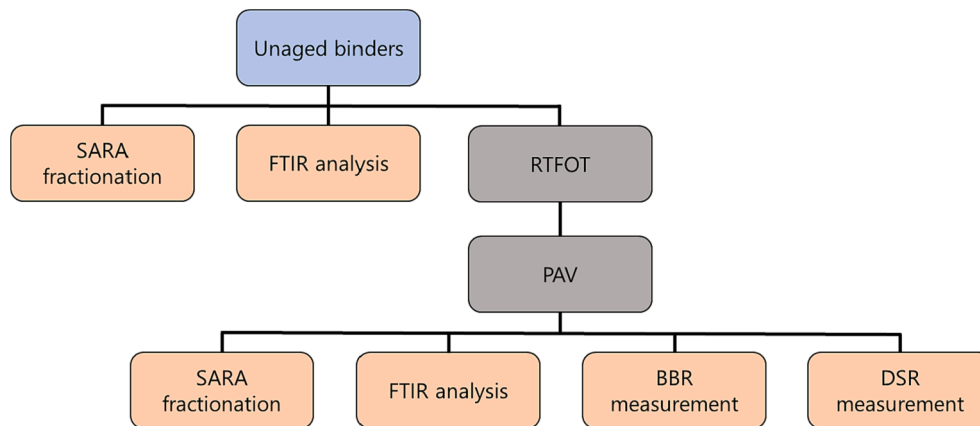 Unaged binders
SARA
fractionation
FTIR analysis
RTFOT
PAV
SARA
fractionation
FTIR analysis
BBR
measurement
DSR
measurement